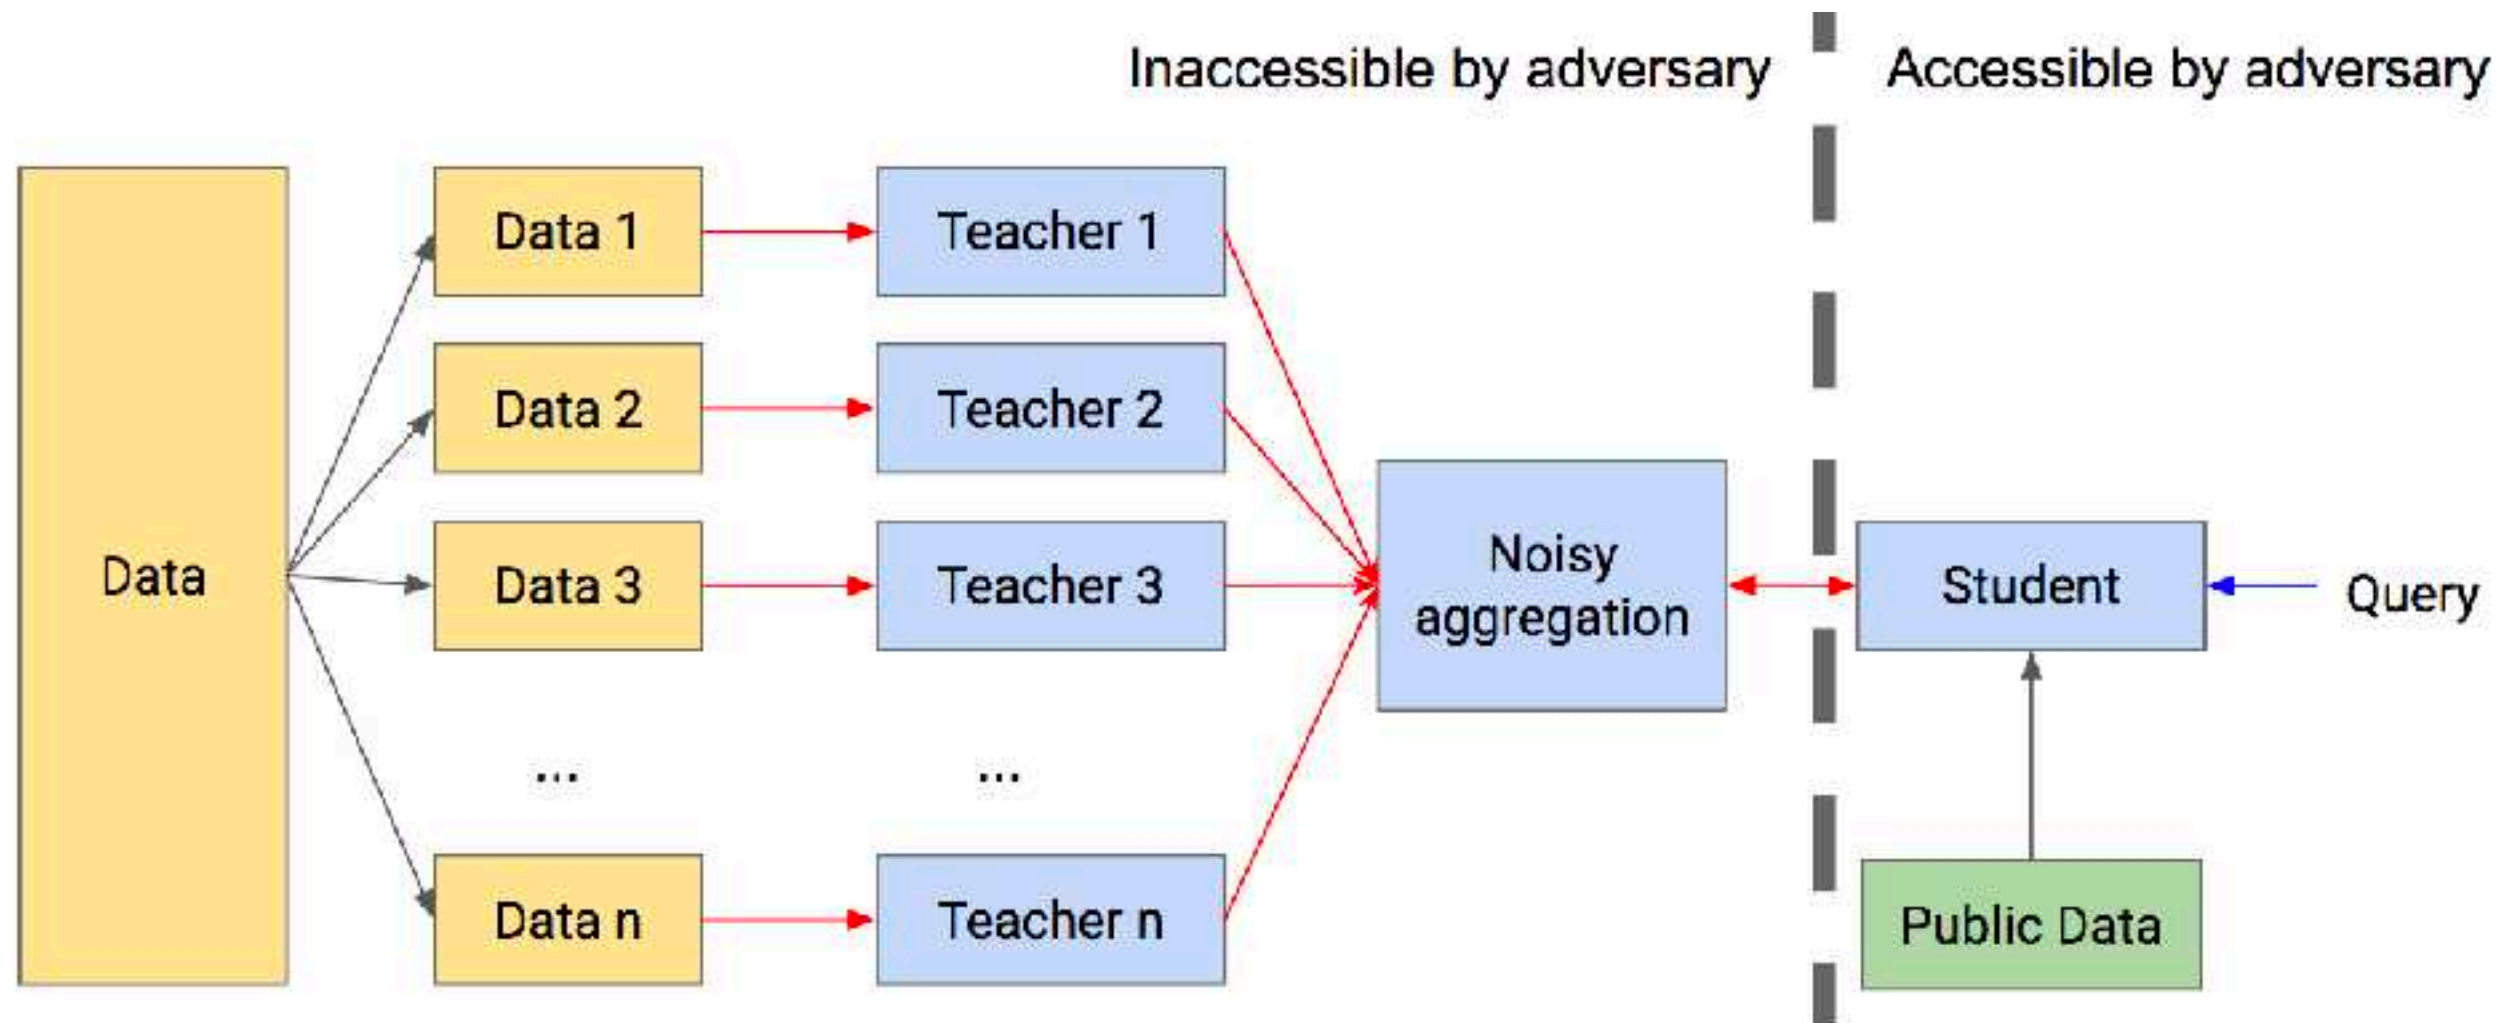 Inaccessible by adversary
Accessible by adversary
Data
Data 1
Teacher 1
Data 2
Teacher 2
Data 3
Teacher 3
...
...
Data n
Teacher n
Noisy
aggregation
Student
Query
Public Data